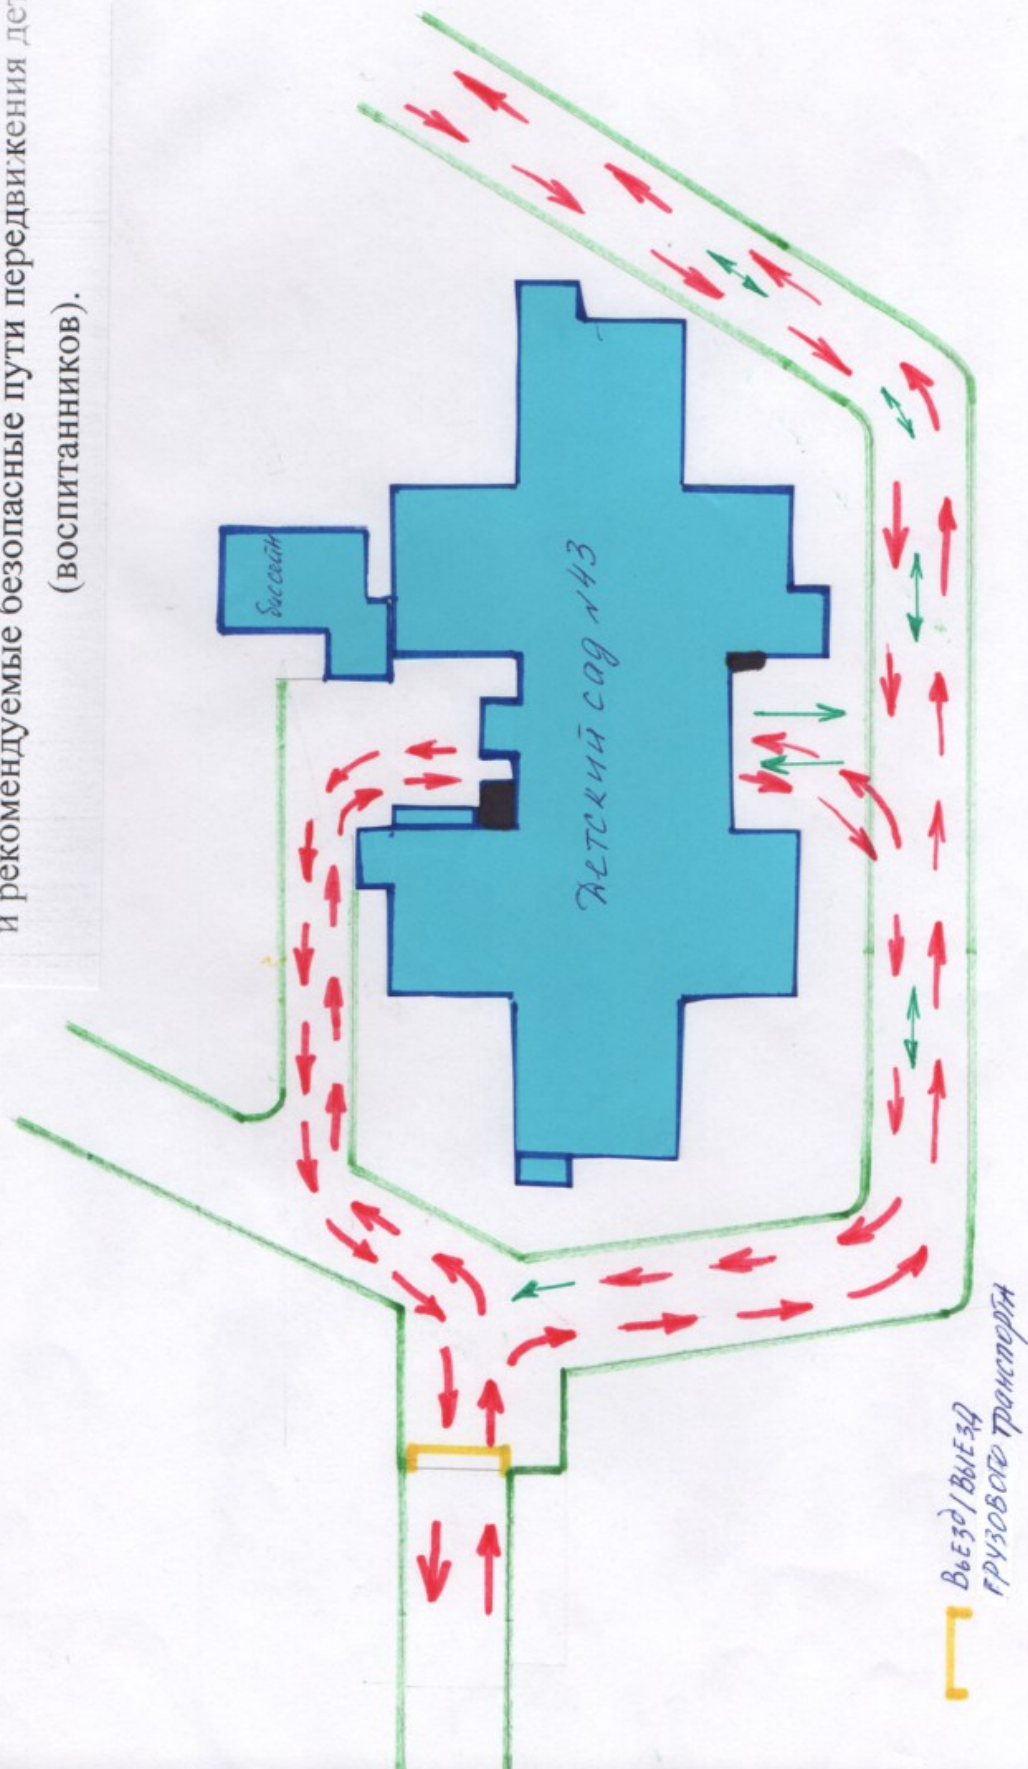 и рекомендуемые безопасные пути передвижения
(воспитанников).
бассейн
Детский сад №43
Въезд/выезд
грузового транспорта